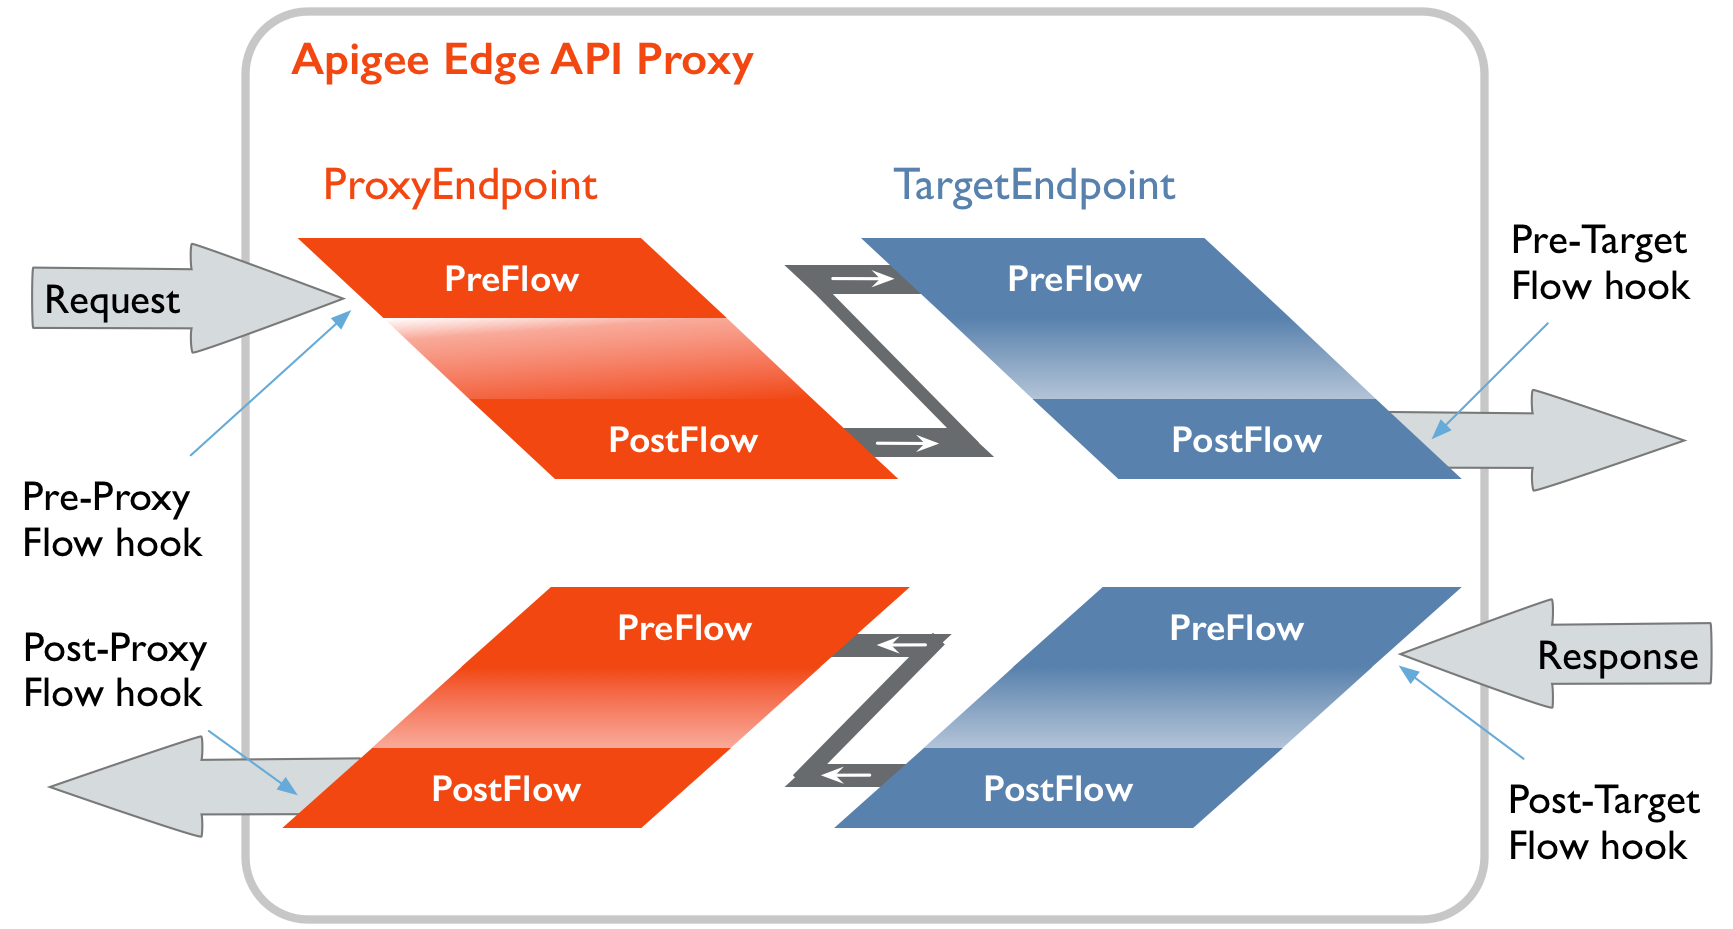 Apigee Edge API Proxy
ProxyEndpoint
TargetEndpoint
Request
PreFlow
PostFlow
PreFlow
PostFlow
Pre-Target
Flow hook
Pre-Proxy
Flow hook
Post-Proxy
Flow hook
PreFlow
PostFlow
PreFlow
PostFlow
Response
Post-Target
Flow hook